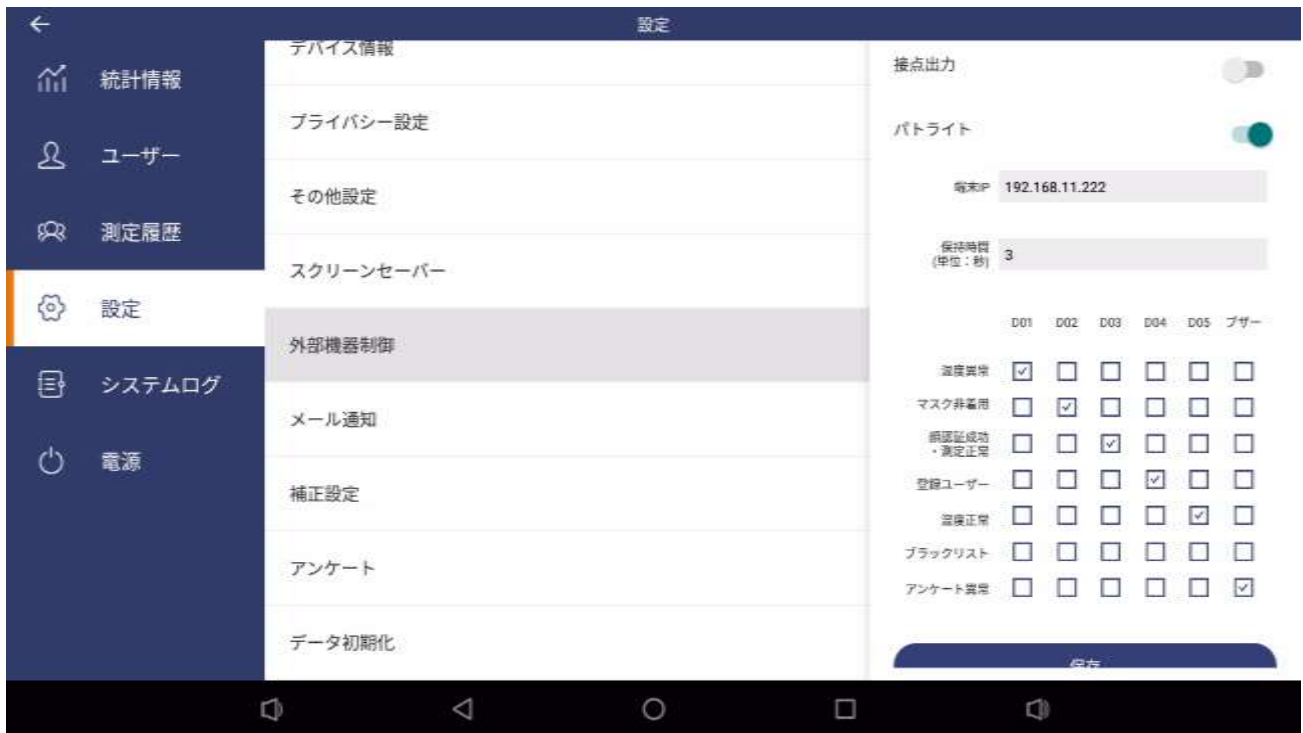 設定
統計情報
ユーザー
測定履歴
設定
システムログ
電源
デバイス情報
プライバシー設定
その他設定
スクリーンセーバー
外部機器制御
メール通知
補正設定
アンケート
データ初期化
接点出力
パトライト
端末IP 192.168.11.222
保持時間
(単位：秒) 3
D01 D02 D03 D04 D05 ブザー
温度異常
マスク非着用
顔認証成功
・測定正常
登録ユーザー
温度正常
ブラックリスト
アンケート異常
保存